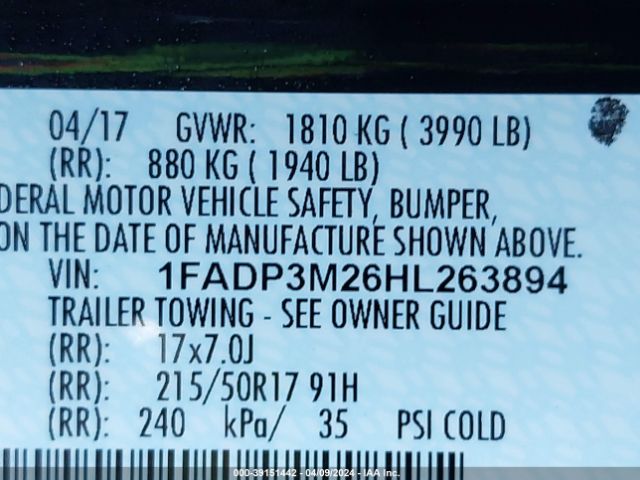 04/17 GVWR: 1810 KG ( 3990 LB)
(RR): 880 KG ( 1940 LB)
DERAL MOTOR VEHICLE SAFETY, BUMPER,
ON THE DATE OF MANUFACTURE SHOWN ABOVE.
VIN: 1FADP3M26HL263894
TRAILER TOWING - SEE OWNER GUIDE
(RR): 17x7.0J
(RR): 215/50R17 91H
(RR): 240 kPa/ 35 PSI COLD
000-39151442 - 04/09/2024 - IAA Inc.